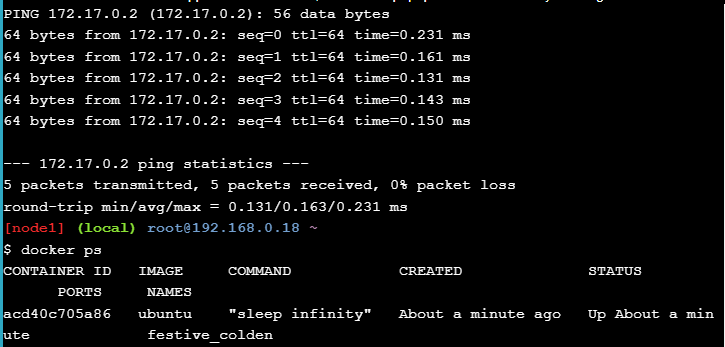 PING 172.17.0.2 (172.17.0.2): 56 data bytes
64 bytes from 172.17.0.2: seq=0 ttl=64 time=0.231 ms
64 bytes from 172.17.0.2: seq=1 ttl=64 time=0.161 ms
64 bytes from 172.17.0.2: seq=2 ttl=64 time=0.131 ms
64 bytes from 172.17.0.2: seq=3 ttl=64 time=0.143 ms
64 bytes from 172.17.0.2: seq=4 ttl=64 time=0.150 ms
--- 172.17.0.2 ping statistics ---
5 packets transmitted, 5 packets received, 0% packet loss
round-trip min/avg/max = 0.131/0.163/0.231 ms
[node1] (local) root@192.168.0.18 ~
$ docker ps
CONTAINER ID   IMAGE     COMMAND            CREATED              STATUS
      PORTS     NAMES
acd40c705a86   ubuntu    "sleep infinity"   About a minute ago   Up About a min
ute             festive_colden